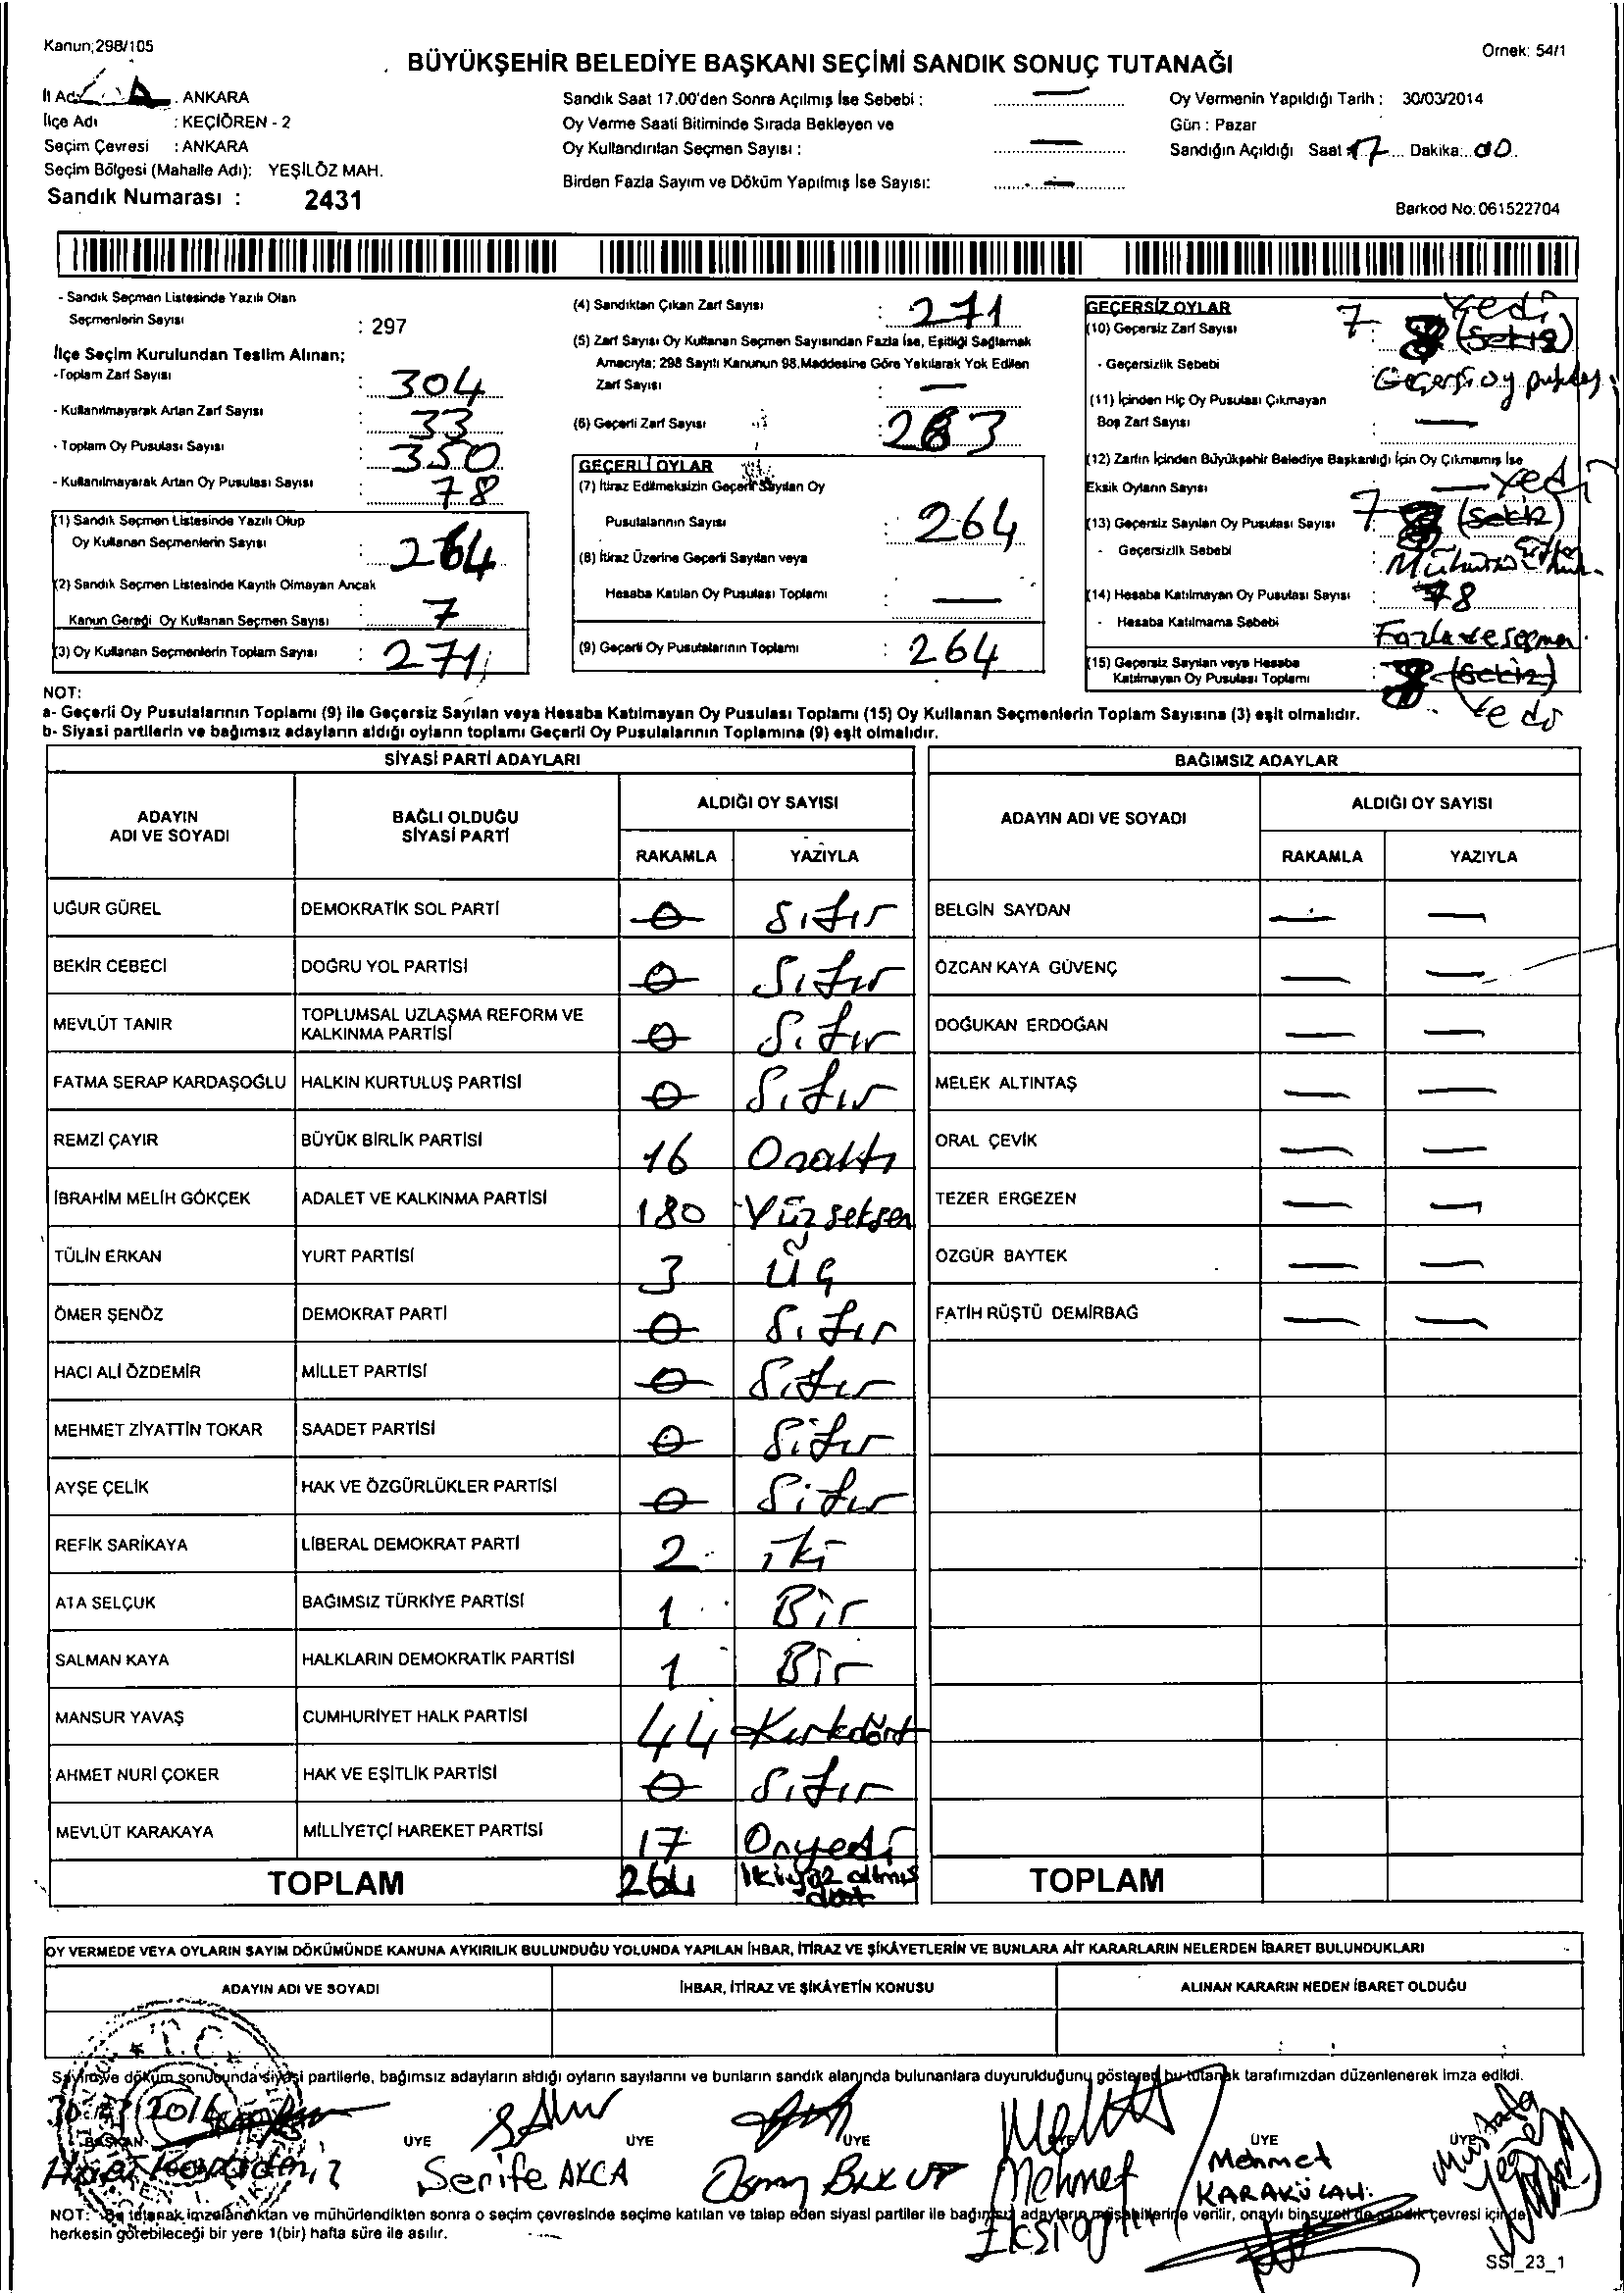 Kanun;298/105
Örnek: 54/1
BÜYÜKŞEHİR BELEDİYE BAŞKANI SEÇİMİ SANDIK SONUÇ TUTANAĞI
İl Adı : ANKARA
İlçe Adı : KEÇİÖREN - 2
Seçim Çevresi : ANKARA
Seçim Bölgesi (Mahalle Adı): YEŞİLÖZ MAH.
Sandık Numarası : 2431
Sandık Saat 17.00'den Sonra Açılmış İse Sebebi : —
Oy Verme Saati Bitiminde Sırada Bekleyen ve
Oy Kullandırılan Seçmen Sayısı : —
Birden Fazla Sayım ve Döküm Yapılmış İse Sayısı: —
Oy Vermenin Yapıldığı Tarih : 30/03/2014
Gün : Pazar
Sandığın Açıldığı Saat 17 Dakika: 00
Barkod No: 061522704
- Sandık Seçmen Listesinde Yazılı Olan
Seçmenlerin Sayısı : 297
İlçe Seçim Kurulundan Teslim Alınan;
- Toplam Zarf Sayısı : 304
- Kullanılmayarak Artan Zarf Sayısı : 33
- Toplam Oy Pusulası Sayısı : 350
- Kullanılmayarak Artan Oy Pusulası Sayısı : 78
(1) Sandık Seçmen Listesinde Yazılı Olup
Oy Kullanan Seçmenlerin Sayısı : 264
(2) Sandık Seçmen Listesinde Kayıtlı Olmayan Ancak
Kanun Gereği Oy Kullanan Seçmen Sayısı : 7
(3) Oy Kullanan Seçmenlerin Toplam Sayısı : 271
(4) Sandıktan Çıkan Zarf Sayısı : 271
(5) Zarf Sayısı Oy Kullanan Seçmen Sayısından Fazla İse, Eşitliği Sağlamak
Amacıyla; 298 Sayılı Kanunun 98.Maddesine Göre Yakılarak Yok Edilen
Zarf Sayısı : —
(6) Geçerli Zarf Sayısı :
GEÇERLİ OYLAR
(7) İtiraz Edilmeksizin Geçerli Sayılan Oy
Pusulalarının Sayısı : 264
(8) İtiraz Üzerine Geçerli Sayılan veya
Hesaba Katılan Oy Pusulası Toplamı : —
(9) Geçerli Oy Pusulalarının Toplamı : 264
GEÇERSİZ OYLAR
(10) Geçersiz Zarf Sayısı : 7 8 (Sekiz) Yedi
- Geçersizlik Sebebi
(11) İçinden Hiç Oy Pusulası Çıkmayan
Boş Zarf Sayısı : —
(12) Zarfın İçinden Büyükşehir Belediye Başkanlığı İçin Oy Çıkmamış İse
Eksik Oyların Sayısı —
(13) Geçersiz Sayılan Oy Pusulası Sayısı 7 8 (Sekiz) Yedi
- Geçersizlik Sebebi
(14) Hesaba Katılmayan Oy Pusulası Sayısı : 78
- Hesaba Katılmama Sebebi
(15) Geçersiz Sayılan veya Hesaba
Katılmayan Oy Pusulası Toplamı : 8 (Sekiz) Yedi
NOT:
a- Geçerli Oy Pusulalarının Toplamı (9) ile Geçersiz Sayılan veya Hesaba Katılmayan Oy Pusulası Toplamı (15) Oy Kullanan Seçmenlerin Toplam Sayısına (3) eşit olmalıdır.
b- Siyasi partilerin ve bağımsız adayların aldığı oyların toplamı Geçerli Oy Pusulalarının Toplamına (9) eşit olmalıdır.
SİYASİ PARTİ ADAYLARI
ADAYIN ADI VE SOYADI
BAĞLI OLDUĞU SİYASİ PARTİ
ALDIĞI OY SAYISI
RAKAMLA YAZIYLA
UĞUR GÜREL DEMOKRATİK SOL PARTİ 0 Sıfır
BEKİR CEBECİ DOĞRU YOL PARTİSİ 0 Sıfır
MEVLÜT TANIR TOPLUMSAL UZLAŞMA REFORM VE KALKINMA PARTİSİ 0 Sıfır
FATMA SERAP KARDAŞOĞLU HALKIN KURTULUŞ PARTİSİ 0 Sıfır
REMZİ ÇAYIR BÜYÜK BİRLİK PARTİSİ 16 Onaltı
İBRAHİM MELİH GÖKÇEK ADALET VE KALKINMA PARTİSİ 180 Yüzseksen
TÜLİN ERKAN YURT PARTİSİ 3 Üç
ÖMER ŞENÖZ DEMOKRAT PARTİ 0 Sıfır
HACI ALİ ÖZDEMİR MİLLET PARTİSİ 0 Sıfır
MEHMET ZİYATTİN TOKAR SAADET PARTİSİ 0 Sıfır
AYŞE ÇELİK HAK VE ÖZGÜRLÜKLER PARTİSİ 0 Sıfır
REFİK SARİKAYA LİBERAL DEMOKRAT PARTİ 2 iki
ATA SELÇUK BAĞIMSIZ TÜRKİYE PARTİSİ 1 Bir
SALMAN KAYA HALKLARIN DEMOKRATİK PARTİSİ 1 Bir
MANSUR YAVAŞ CUMHURİYET HALK PARTİSİ 44 Kırkdört
AHMET NURİ ÇOKER HAK VE EŞİTLİK PARTİSİ 0 Sıfır
MEVLÜT KARAKAYA MİLLİYETÇİ HAREKET PARTİSİ 17 Onyedi
TOPLAM 264 ikiyüz altmış dört
BAĞIMSIZ ADAYLAR
ADAYIN ADI VE SOYADI
ALDIĞI OY SAYISI
RAKAMLA YAZIYLA
BELGİN SAYDAN — —
ÖZCAN KAYA GÜVENÇ — —
DOĞUKAN ERDOĞAN — —
MELEK ALTINTAŞ — —
ORAL ÇEVİK — —
TEZER ERGEZEN — —
ÖZGÜR BAYTEK — —
FATİH RÜŞTÜ DEMİRBAĞ — —
TOPLAM
OY VERMEDE VEYA OYLARIN SAYIM DÖKÜMÜNDE KANUNA AYKIRILIK BULUNDUĞU YOLUNDA YAPILAN İHBAR, İTİRAZ VE ŞİKÂYETLERİN VE BUNLARA AİT KARARLARIN NELERDEN İBARET BULUNDUKLARI
ADAYIN ADI VE SOYADI
İHBAR, İTİRAZ VE ŞİKÂYETİN KONUSU
ALINAN KARARIN NEDEN İBARET OLDUĞU
T.C.
Sayım ve döküm sonucunda siyasi partilerle, bağımsız adayların aldığı oyların sayılarını ve bunların sandık alanında bulunanlara duyurulduğunu gösteren bu tutanak tarafımızdan düzenlenerek imza edildi.
BAŞKAN ÜYE ÜYE ÜYE ÜYE ÜYE ÜYE
Serife AKCA
Mehmet
Mehmet KARAKÜLAH
Mustafa
NOT: Bu tutanak imzalandıktan ve mühürlendikten sonra o seçim çevresinde seçime katılan ve talep eden siyasi partiler ile bağımsız adayların müşahitlerine verilir, onaylı bir sureti de sandık çevresi içinde
herkesin görebileceği bir yere 1(bir) hafta süre ile asılır.
SSI_23_1